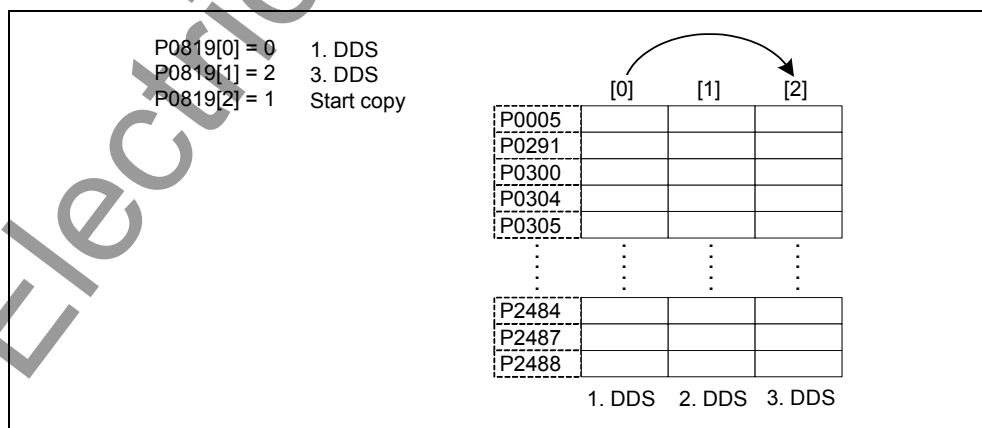 P0819[0] = 0 1. DDS
P0819[1] = 2 3. DDS
P0819[2] = 1 Start copy
[0] [1] [2]
P0005
P0291
P0300
P0304
P0305
P2484
P2487
P2488
1. DDS 2. DDS 3. DDS
Electri